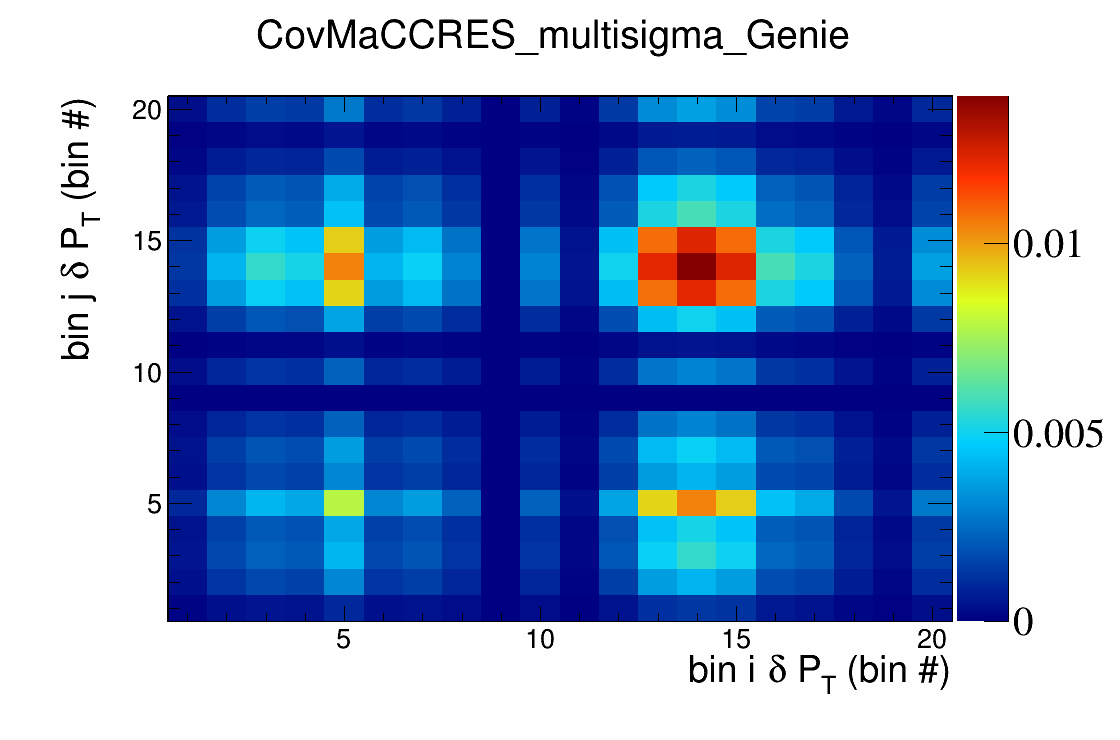 CovMaCCRES_multisigma_Genie
bin j δ P_T (bin #)
20
15
10
5
5 10 15 20
bin i δ P_T (bin #)
0.01
0.005
0